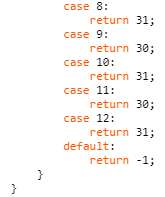 case 8:
return 31;
case 9:
return 30;
case 10:
return 31;
case 11:
return 30;
case 12:
return 31;
default:
return -1;
}
}